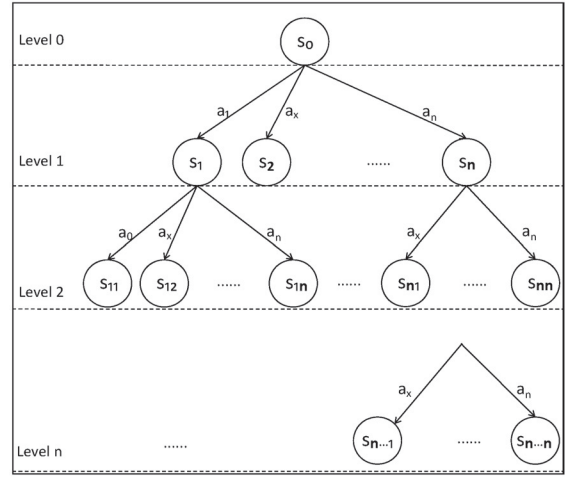 Level 0 S0
a1 ax an
Level 1 S1 S2 ...... Sn
a0 ax an ax an
Level 2 S11 S12 ...... S1n ...... Sn1 ...... Snn
ax an
Level n ...... Sn...1 ...... Sn...n